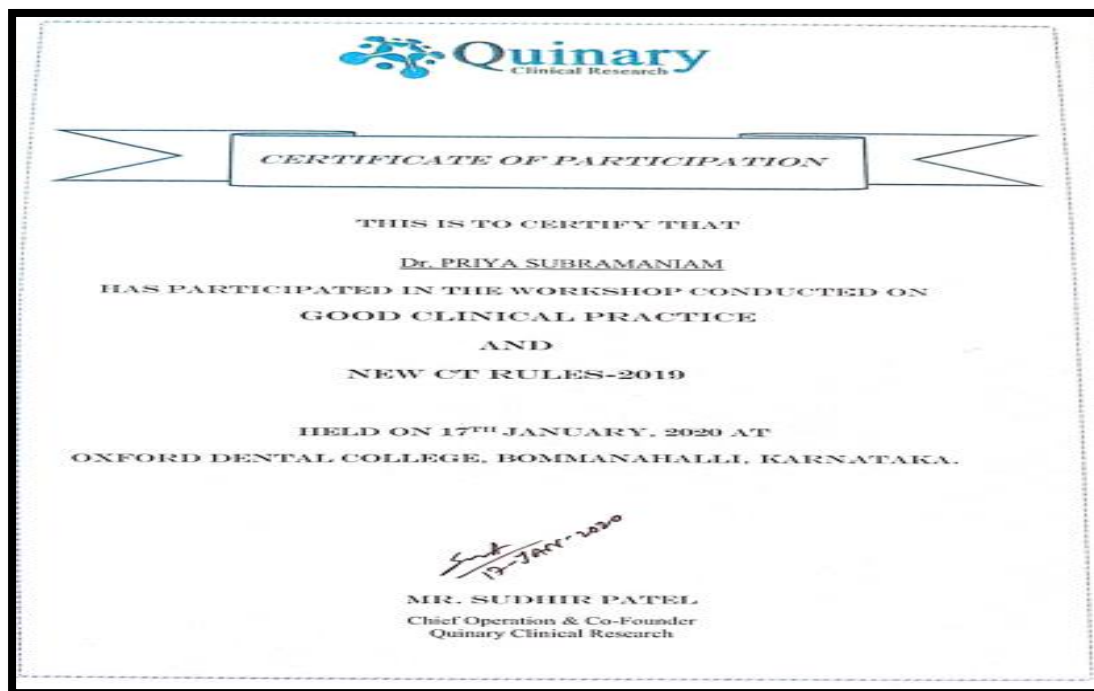 Quinary
Clinical Research
CERTIFICATE OF PARTICIPATION
THIS IS TO CERTIFY THAT
Dr. PRIYA SUBRAMANIAM
HAS PARTICIPATED IN THE WORKSHOP CONDUCTED ON
GOOD CLINICAL PRACTICE
AND
NEW CT RULES-2019
HELD ON 17TH JANUARY, 2020 AT
OXFORD DENTAL COLLEGE, BOMMANAHALLI, KARNATAKA.
17-JAN-2020
MR. SUDHIR PATEL
Chief Operation & Co-Founder
Quinary Clinical Research